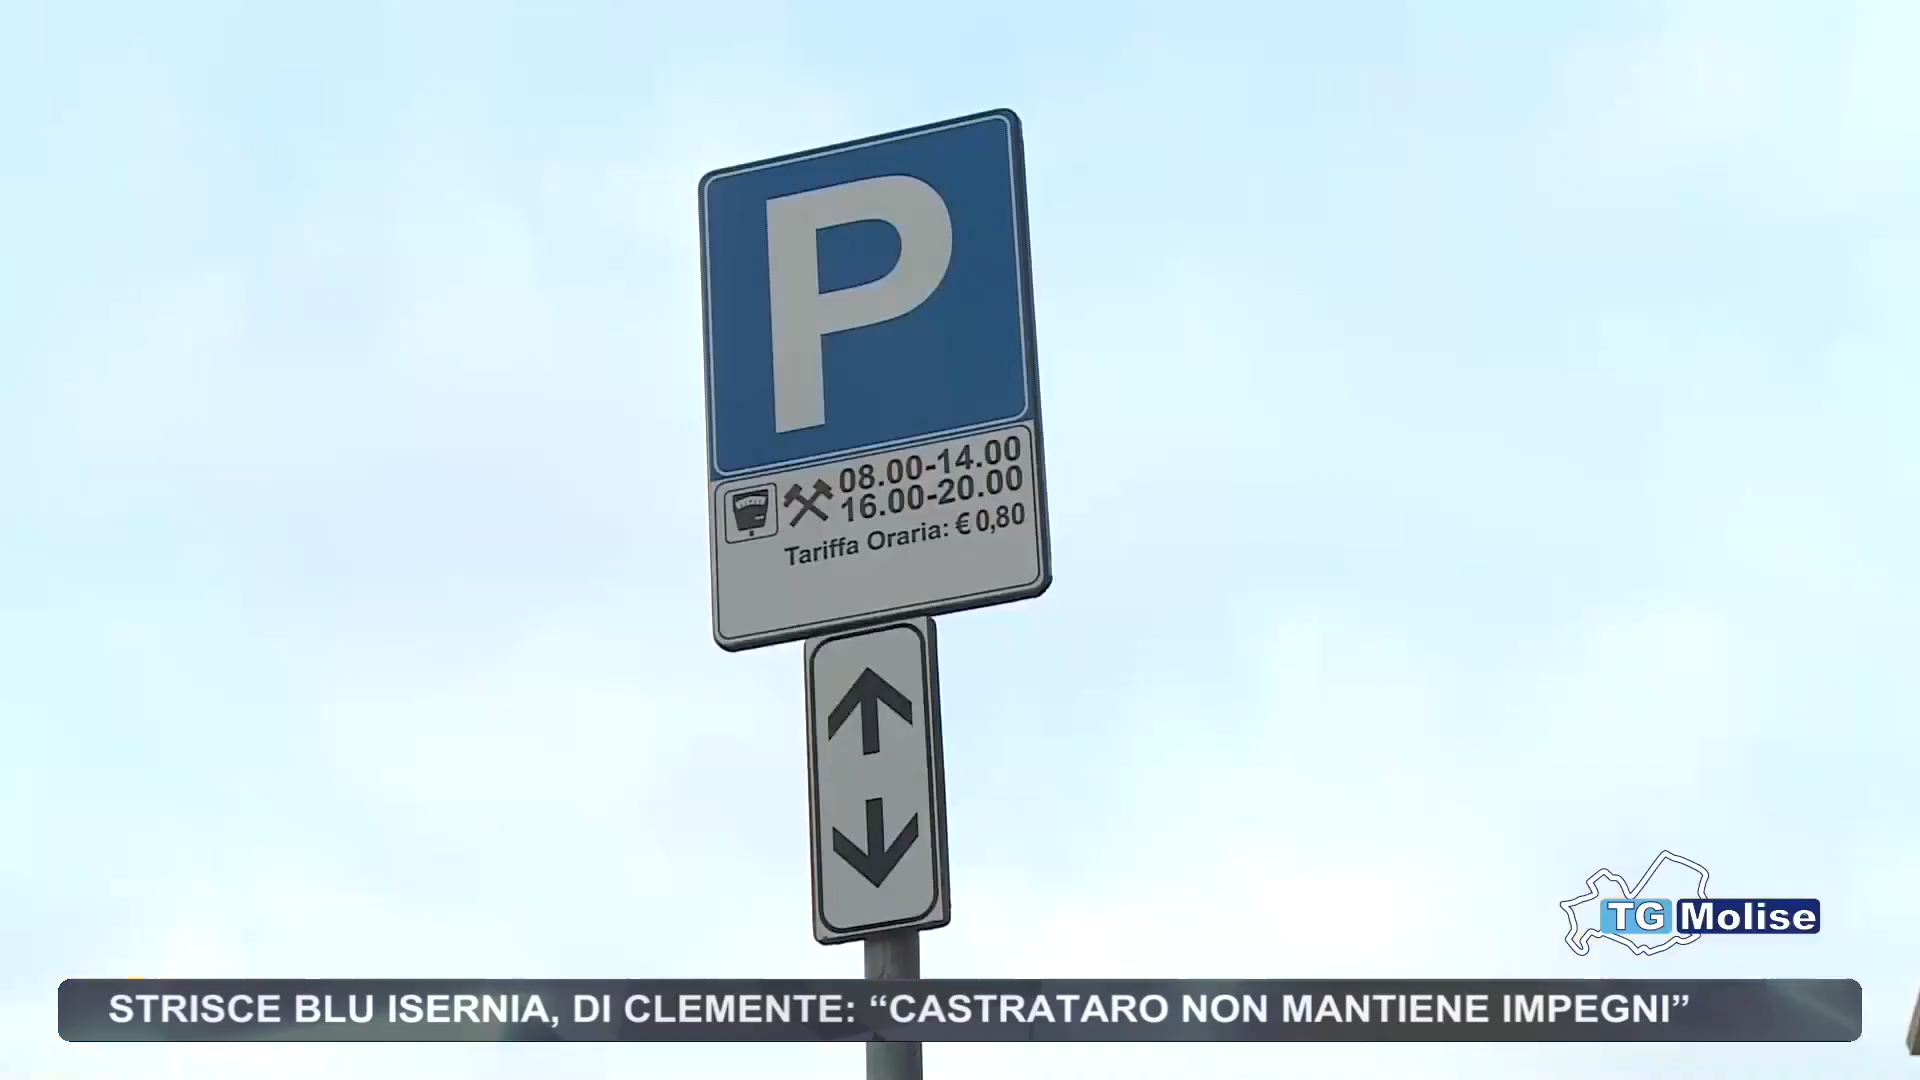 P
08.00-14.00
16.00-20.00
Tariffa Oraria: € 0,80
TG Molise
STRISCE BLU ISERNIA, DI CLEMENTE: “CASTRATARO NON MANTIENE IMPEGNI”